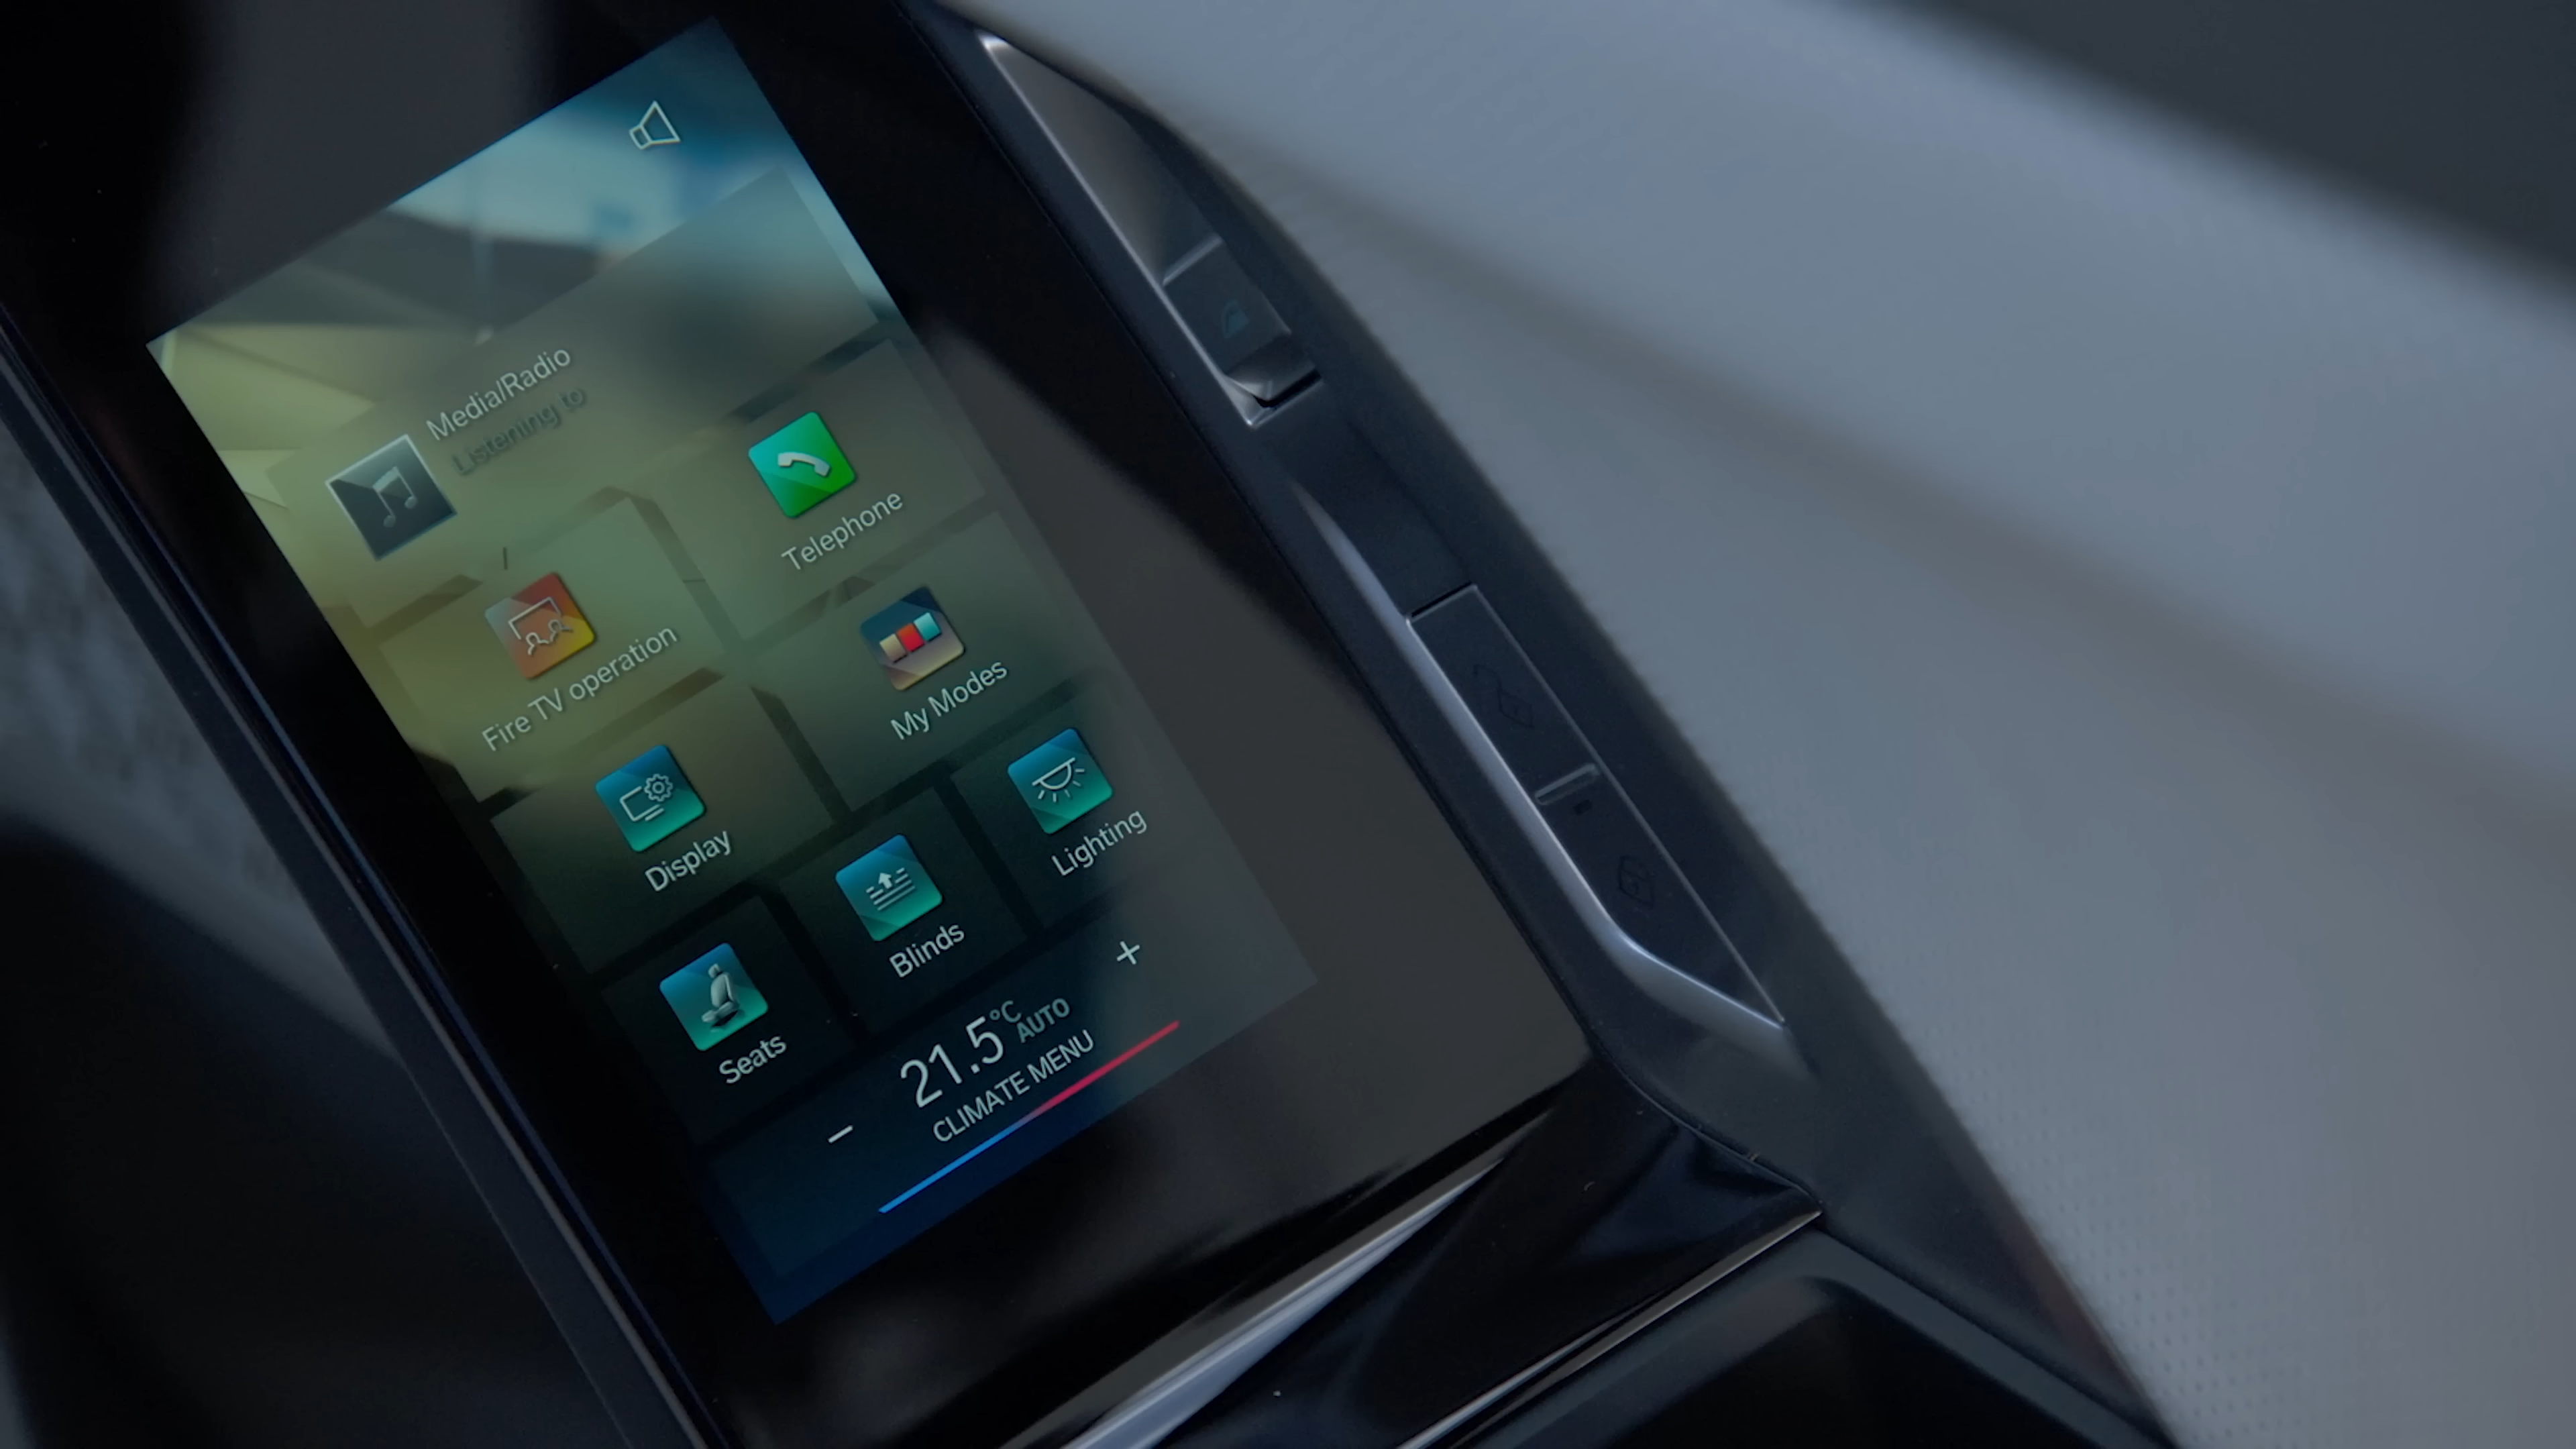 Media/Radio
Listening to
Telephone
Fire TV operation
My Modes
Display
Lighting
Blinds
Seats
+
21.5°C
AUTO
CLIMATE MENU
−